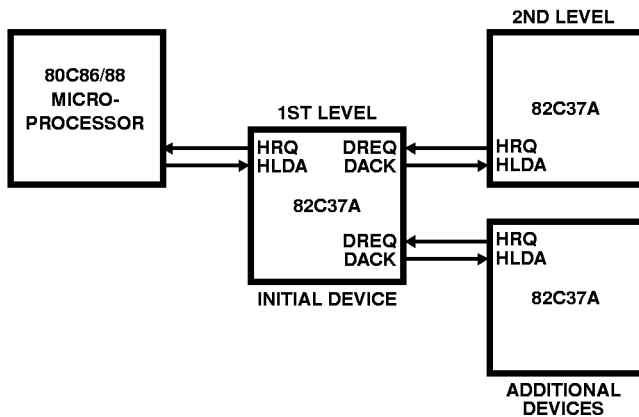 2ND LEVEL
80C86/88
MICRO-
PROCESSOR
82C37A
1ST LEVEL
HRQ DREQ HRQ
HLDA DACK HLDA
82C37A
DREQ HRQ
DACK HLDA
INITIAL DEVICE 82C37A
ADDITIONAL
DEVICES